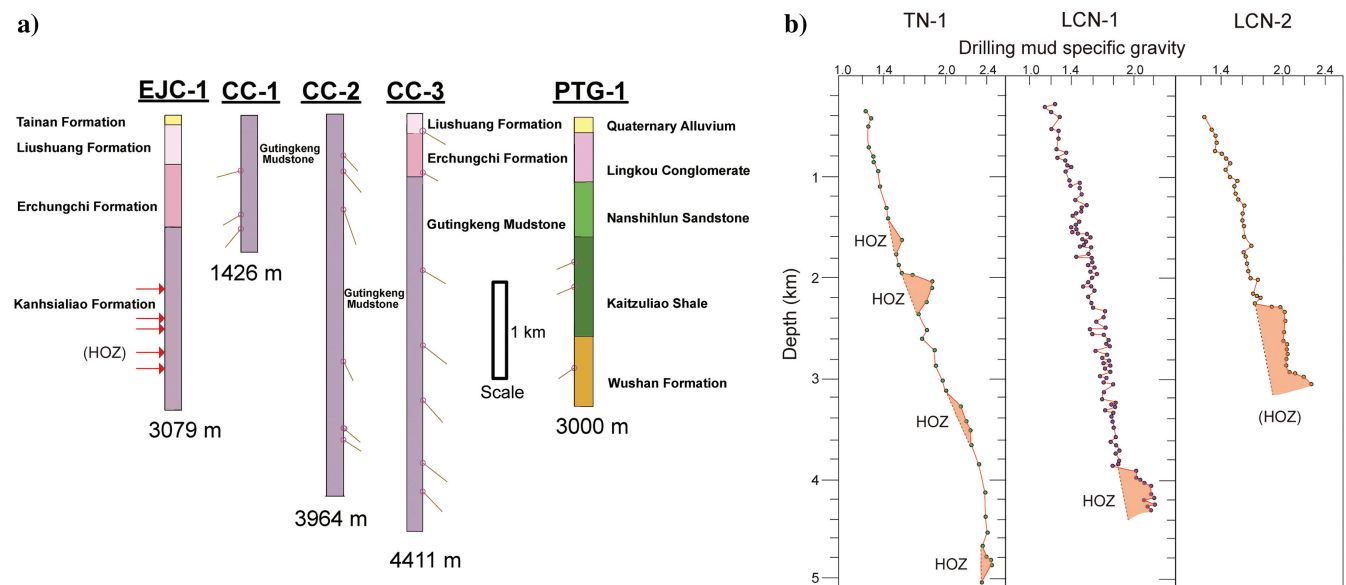 a)
EJC-1
CC-1
CC-2
CC-3
PTG-1
Tainan Formation
Liushuang Formation
Erchungchi Formation
Kanhsialiao Formation
(HOZ)
3079 m
Gutingkeng
Mudstone
1426 m
Gutingkeng
Mudstone
3964 m
Liushuang Formation
Erchungchi Formation
Gutingkeng Mudstone
4411 m
1 km
Scale
Quaternary Alluvium
Lingkou Conglomerate
Nanshihlun Sandstone
Kaitzuliao Shale
Wushan Formation
3000 m
b)
TN-1
LCN-1
LCN-2
Drilling mud specific gravity
1.0 1.4 2.0 2.4
1.4 2.0
1.4 2.0
Depth (km)
1
2
3
4
5
HOZ
HOZ
HOZ
HOZ
HOZ
(HOZ)